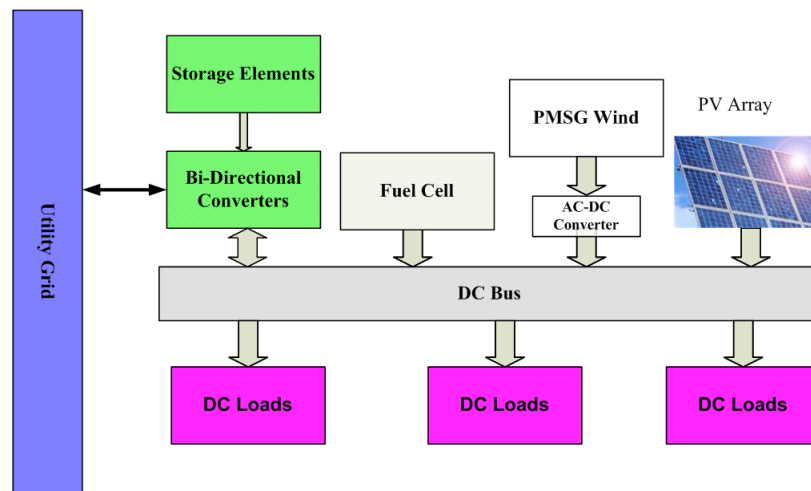 Utility Grid
Storage Elements
Bi-Directional
Converters
Fuel Cell
PMSG Wind
AC-DC
Converter
PV Array
DC Bus
DC Loads
DC Loads
DC Loads